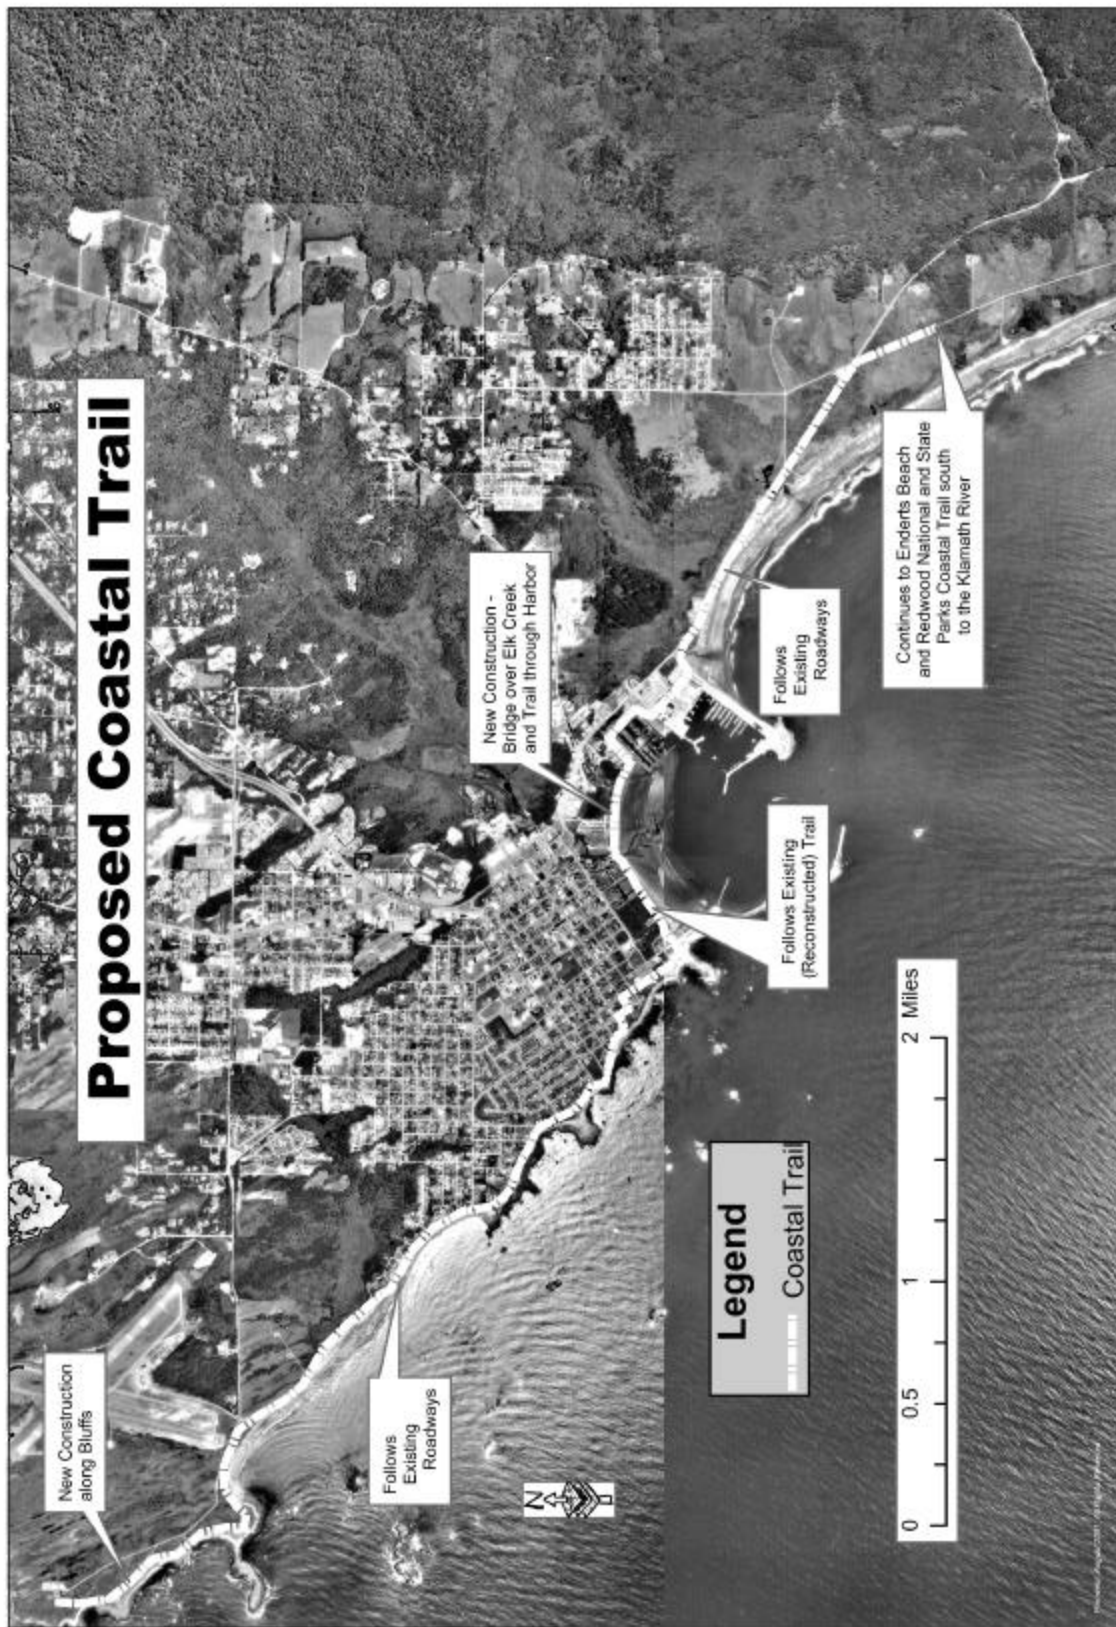 Proposed Coastal Trail
New Construction
along Bluffs
Follows
Existing
Roadways
New Construction -
Bridge over Elk Creek
and Trail through Harbor
Follows Existing
(Reconstructed) Trail
Follows
Existing
Roadways
Continues to Enderts Beach
and Redwood National and State
Parks Coastal Trail south
to the Klamath River
N
Legend
Coastal Trail
0 0.5 1 2 Miles